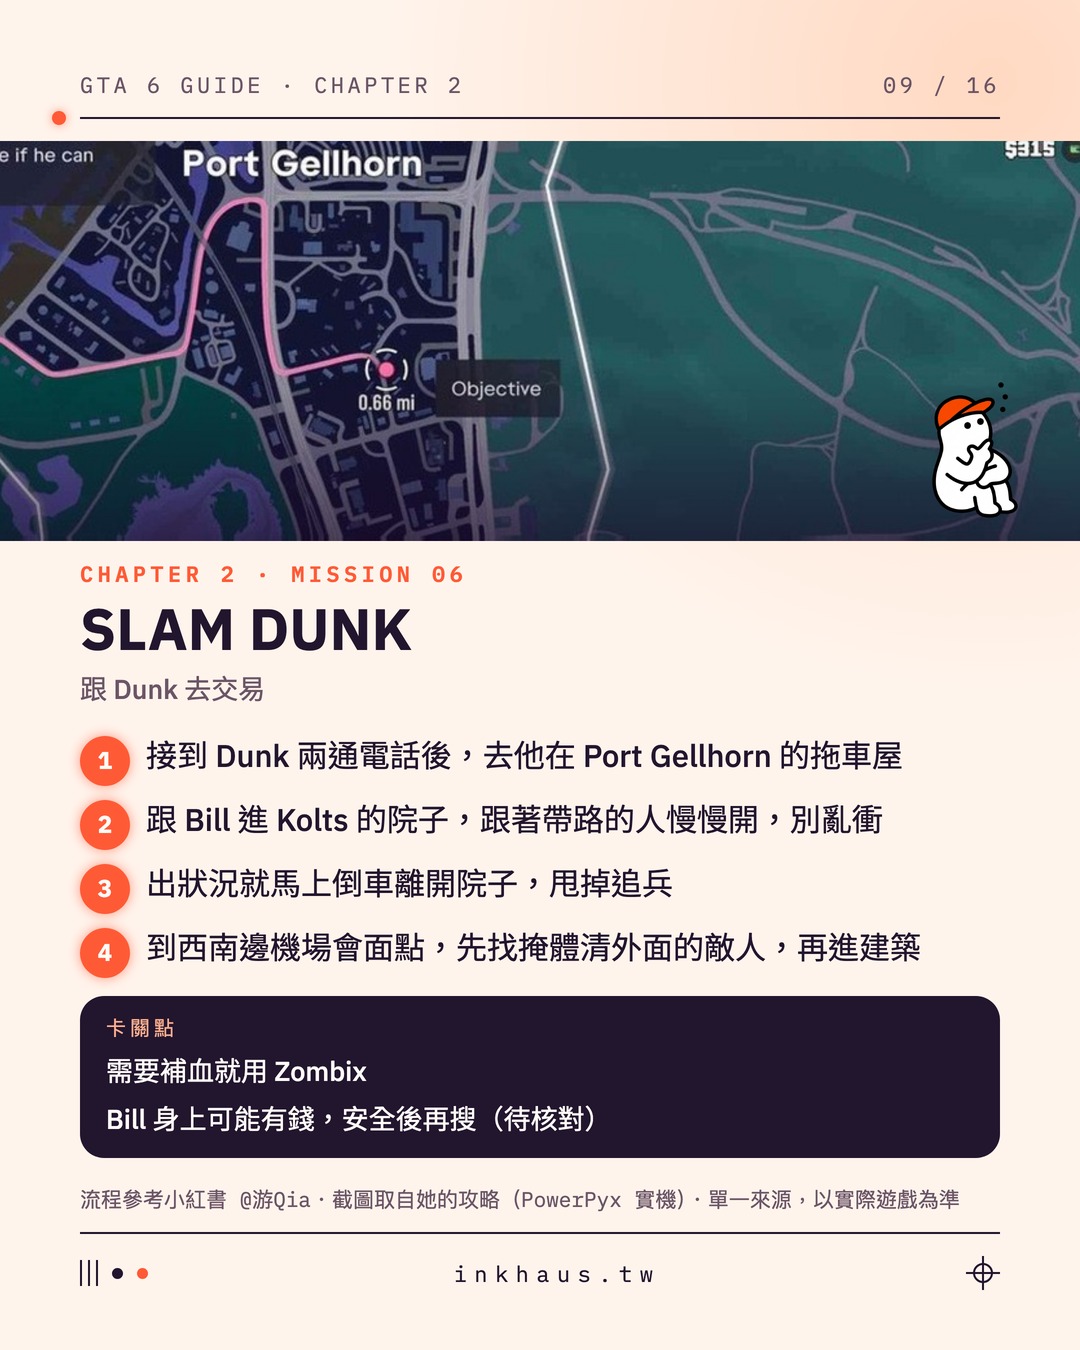 GTA 6 GUIDE · CHAPTER 2
09 / 16
e if he can
Port Gellhorn
$315
Objective
0.66 mi
CHAPTER 2 · MISSION 06
SLAM DUNK
跟 Dunk 去交易
1 接到 Dunk 兩通電話後，去他在 Port Gellhorn 的拖車屋
2 跟 Bill 進 Kolts 的院子，跟著帶路的人慢慢開，別亂衝
3 出狀況就馬上倒車離開院子，甩掉追兵
4 到西南邊機場會面點，先找掩體清外面的敵人，再進建築
卡關點
需要補血就用 Zombix
Bill 身上可能有錢，安全後再搜（待核對）
流程參考小紅書 @游Qia · 截圖取自她的攻略（PowerPyx 實機）· 單一來源，以實際遊戲為準
inkhaus.tw